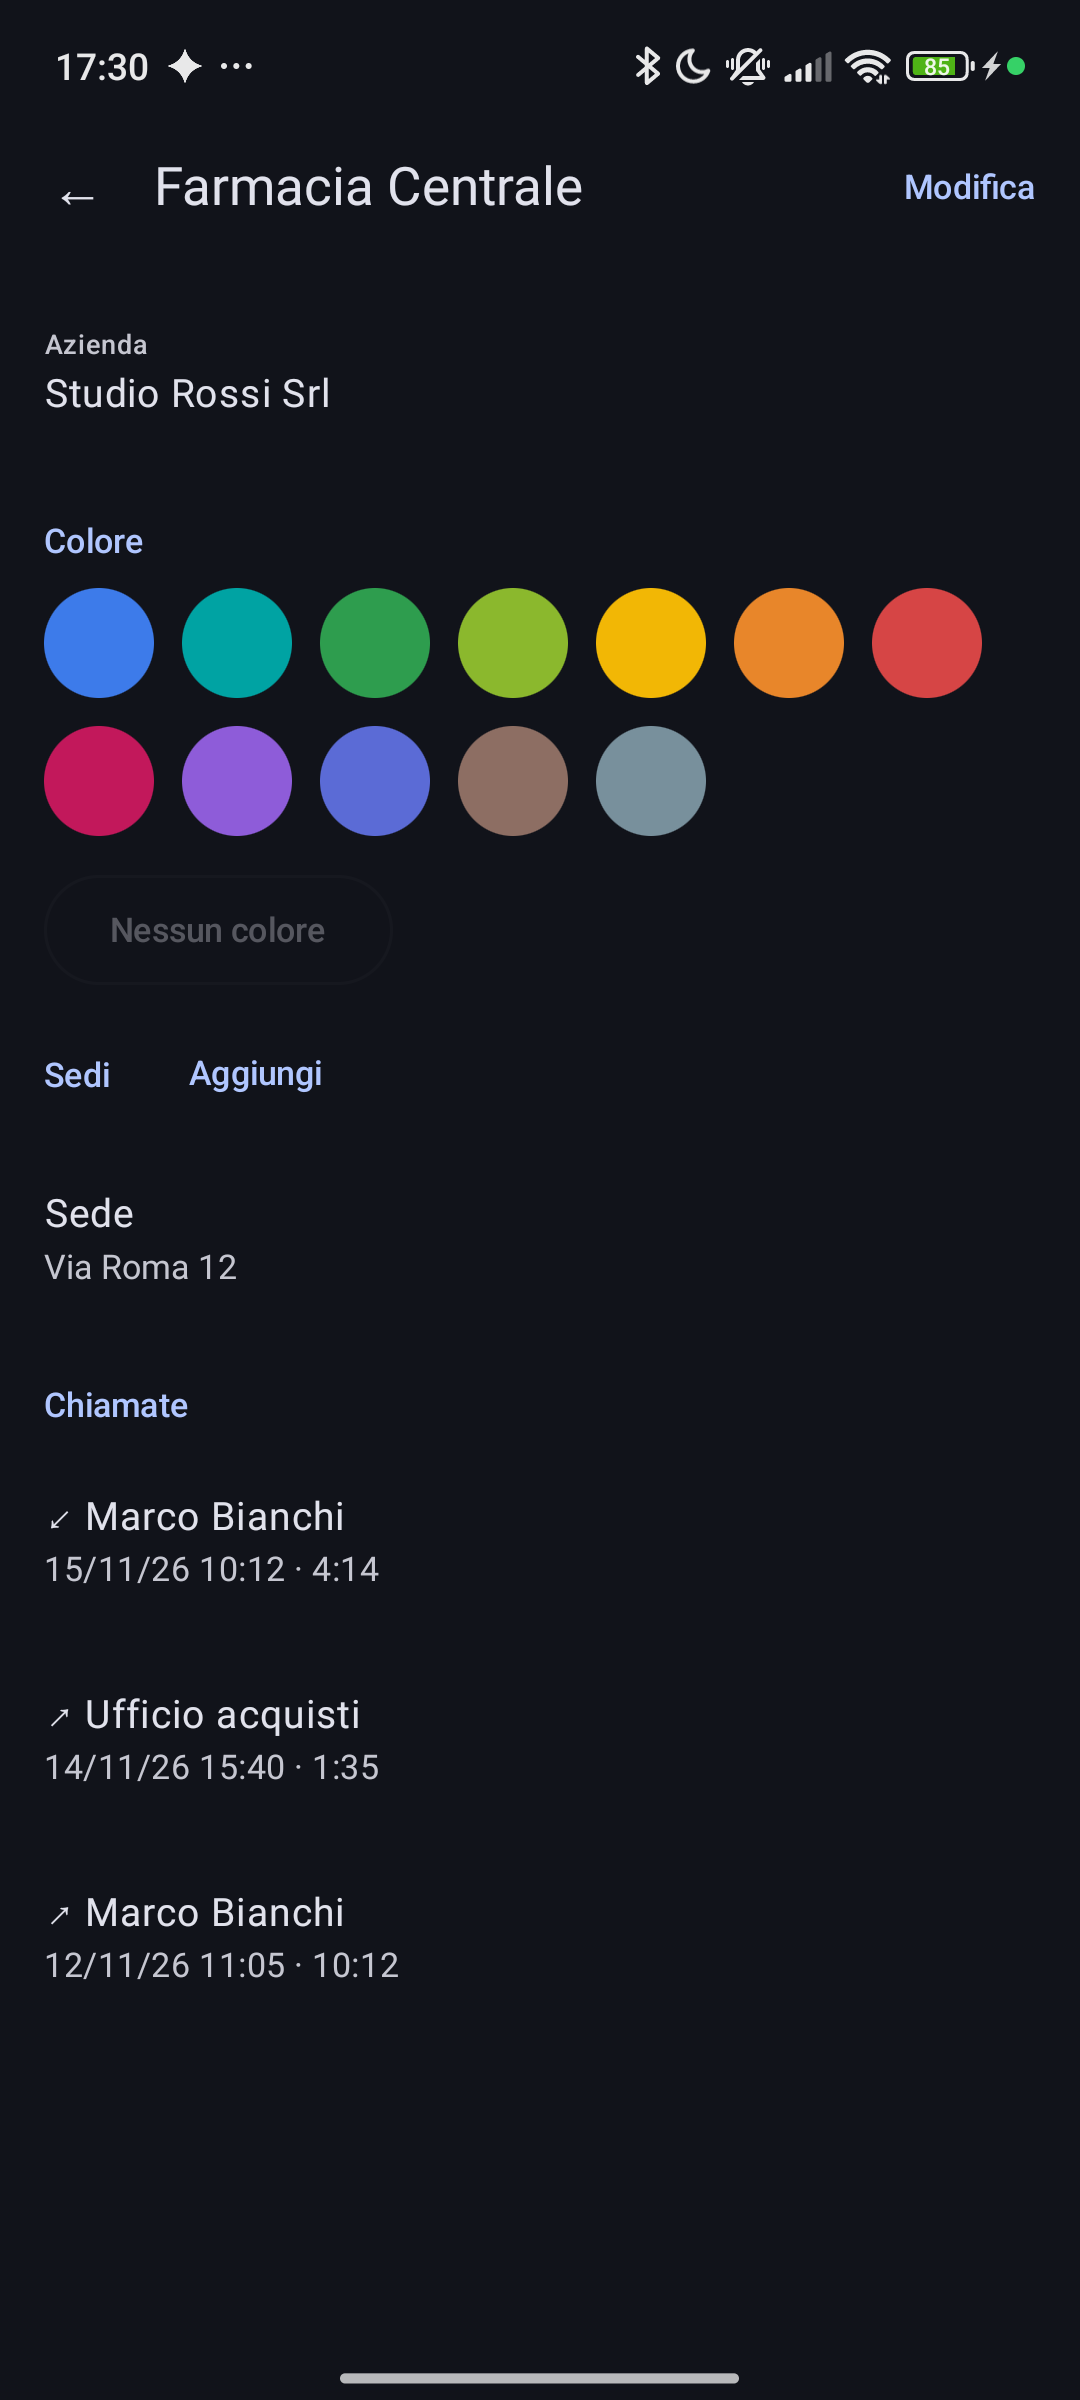 17:30
85
Farmacia Centrale
Modifica
Azienda
Studio Rossi Srl
Colore
Nessun colore
Sedi
Aggiungi
Sede
Via Roma 12
Chiamate
↙ Marco Bianchi
15/11/26 10:12 · 4:14
↗ Ufficio acquisti
14/11/26 15:40 · 1:35
↗ Marco Bianchi
12/11/26 11:05 · 10:12